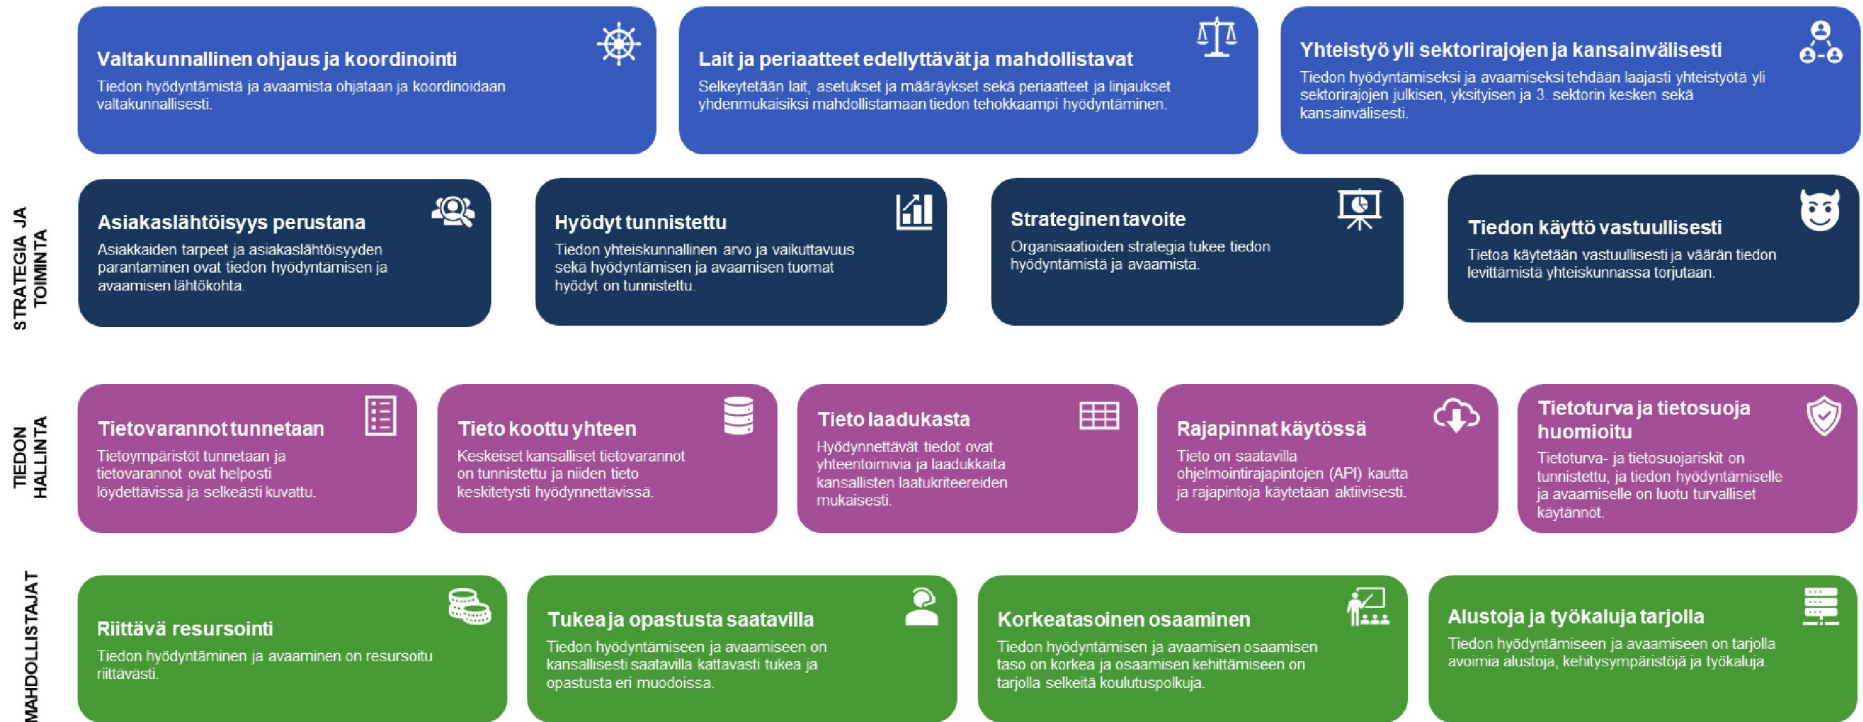 Valtakunnallinen ohjaus ja koordinointi
Tiedon hyödyntämistä ja avaamista ohjataan ja koordinoidaan
valtakunnallisesti.
Lait ja periaatteet edellyttävät ja mahdollistavat
Selkeytetään lait, asetukset ja määräykset sekä periaatteet ja linjaukset
yhdenmukaisiksi mahdollistamaan tiedon tehokkaampi hyödyntäminen.
Yhteistyö yli sektorirajojen ja kansainvälisesti
Tiedon hyödyntämiseksi ja avaamiseksi tehdään laajasti yhteistyötä yli
sektorirajojen julkisen, yksityisen ja 3. sektorin kesken sekä
kansainvälisesti.
STRATEGIA JA
TOIMINTA
Asiakaslähtöisyys perustana
Asiakkaiden tarpeet ja asiakaslähtöisyyden
parantaminen ovat tiedon hyödyntämisen ja
avaamisen lähtökohta.
Hyödyt tunnistettu
Tiedon yhteiskunnallinen arvo ja vaikuttavuus
sekä hyödyntämisen ja avaamisen tuomat
hyödyt on tunnistettu.
Strateginen tavoite
Organisaatioiden strategia tukee tiedon
hyödyntämistä ja avaamista.
Tiedon käyttö vastuullisesti
Tietoa käytetään vastuullisesti ja väärän tiedon
levittämistä yhteiskunnassa torjutaan.
TIEDON
HALLINTA
Tietovarannot tunnetaan
Tietoympäristöt tunnetaan ja
tietovarannot ovat helposti
löydettävissä ja selkeästi kuvattu.
Tieto koottu yhteen
Keskeiset kansalliset tietovarannot
on tunnistettu ja niiden tieto
keskitetysti hyödynnettävissä.
Tieto laadukasta
Hyödynnettävät tiedot ovat
yhteentoimivia ja laadukkaita
kansallisten laatukriteereiden
mukaisesti.
Rajapinnat käytössä
Tieto on saatavilla
ohjelmointirajapintojen (API) kautta
ja rajapintoja käytetään aktiivisesti.
Tietoturva ja tietosuoja
huomioitu
Tietoturva- ja tietosuojariskit on
tunnistettu, ja tiedon hyödyntämiselle
ja avaamiselle on luotu turvalliset
käytännöt.
MAHDOLLISTAJAT
Riittävä resursointi
Tiedon hyödyntäminen ja avaaminen on resursoitu
riittävästi.
Tukea ja opastusta saatavilla
Tiedon hyödyntämiseen ja avaamiseen on
kansallisesti saatavilla kattavasti tukea ja
opastusta eri muodoissa.
Korkeatasoinen osaaminen
Tiedon hyödyntämisen ja avaamisen osaamisen
taso on korkea ja osaamisen kehittämiseen on
tarjolla selkeitä koulutuspolkuja.
Alustoja ja työkaluja tarjolla
Tiedon hyödyntämiseen ja avaamiseen on tarjolla
avoimia alustoja, kehitysympäristöjä ja työkaluja.